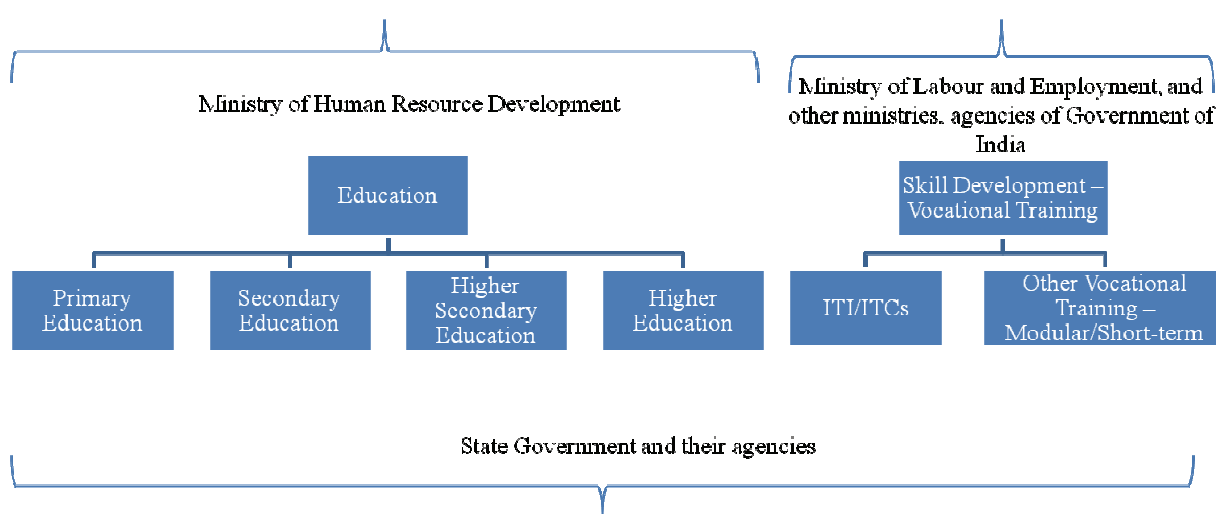 Ministry of Human Resource Development
Ministry of Labour and Employment, and
other ministries, agencies of Government of
India
Education
Skill Development –
Vocational Training
Primary
Education
Secondary
Education
Higher
Secondary
Education
Higher
Education
ITI/ITCs
Other Vocational
Training –
Modular/Short-term
State Government and their agencies